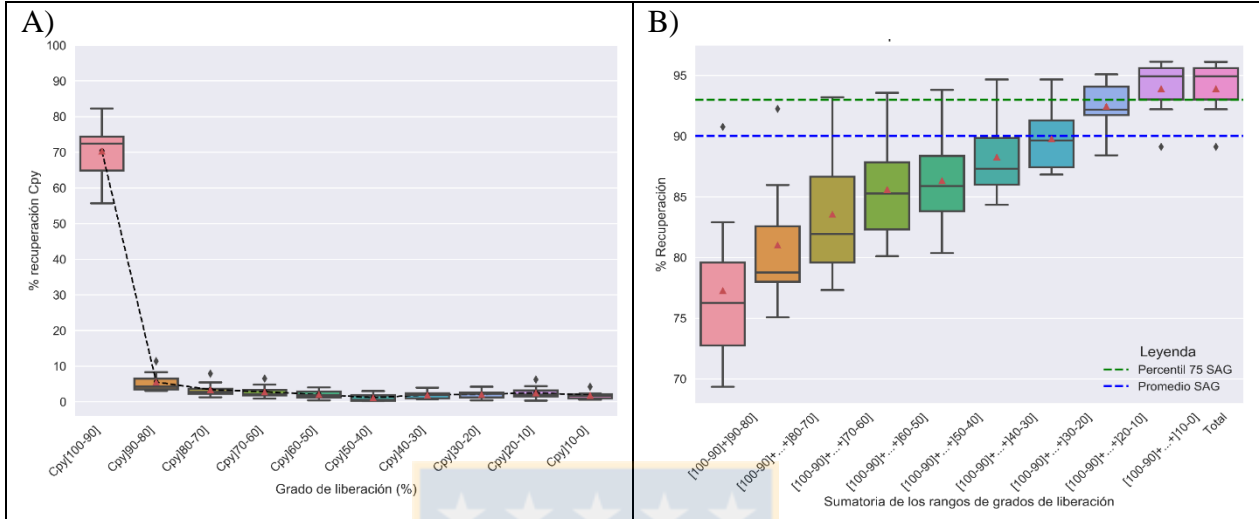 A)
100
90
80
70
60
50
40
30
20
10
0
% recuperación Cpy
Cpy[100-90]
Cpy]90-80]
Cpy]80-70]
Cpy]70-60]
Cpy]60-50]
Cpy]50-40]
Cpy]40-30]
Cpy]30-20]
Cpy]20-10]
Cpy]10-0]
Grado de liberación (%)
B)
95
90
85
80
75
70
% Recuperación
Leyenda
Percentil 75 SAG
Promedio SAG
[100-90]+]90-80]
[100-90]+...+]80-70]
[100-90]+...+]70-60]
[100-90]+...+]60-50]
[100-90]+...+]50-40]
[100-90]+...+]40-30]
[100-90]+...+]30-20]
[100-90]+...+]20-10]
[100-90]+...+]10-0]
Total
Sumatoria de los rangos de grados de liberación